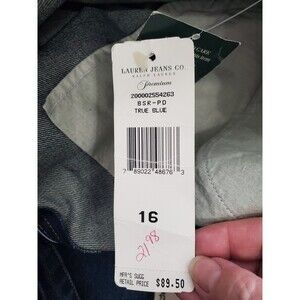 LAUREN JEANS CO.
RALPH LAUREN
Premium
200002554263
BSR-PD
TRUE BLUE
7 89022 48676 3
16
21.98
MFR'S SUGG
RETAIL PRICE $89.50